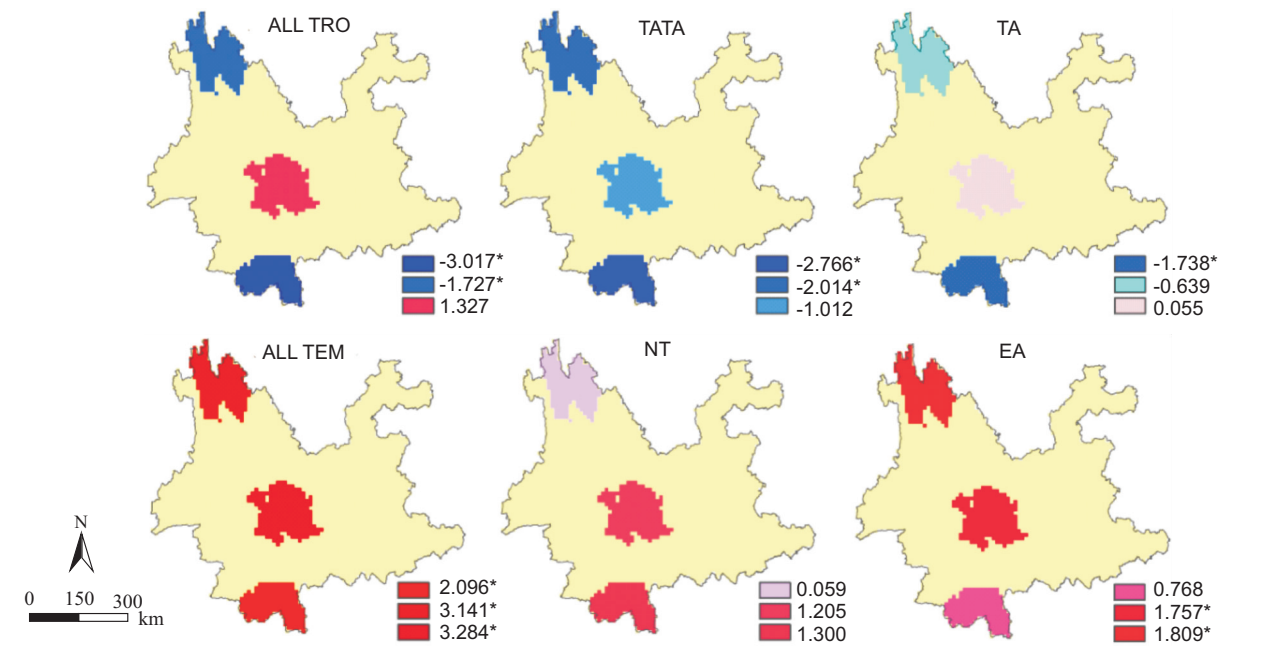 ALL TRO
TATA
TA
-3.017*
-1.727*
1.327
-2.766*
-2.014*
-1.012
-1.738*
-0.639
0.055
ALL TEM
NT
EA
2.096*
3.141*
3.284*
0.059
1.205
1.300
0.768
1.757*
1.809*
N
0 150 300
km